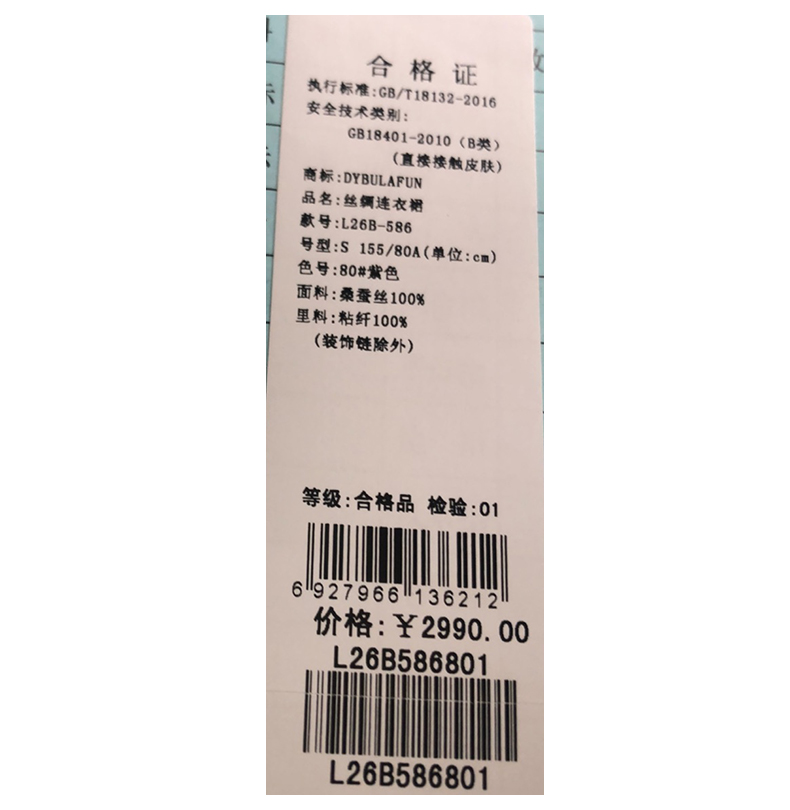 合格证
执行标准:GB/T18132-2016
安全技术类别:
GB18401-2010（B类）
(直接接触皮肤)
商标:DYBULAFUN
品名:丝绸连衣裙
款号:L26B-586
号型:S 155/80A(单位:cm)
色号:80#紫色
面料:桑蚕丝100%
里料:粘纤100%
(装饰链除外)
等级:合格品 检验:01
6 927966 136212
价格:￥2990.00
L26B586801
L26B586801